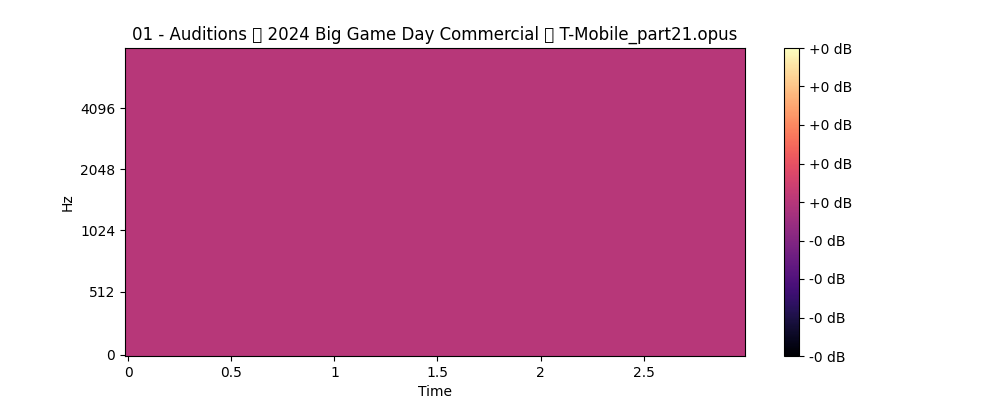 01 - Auditions ▯ 2024 Big Game Day Commercial ▯ T-Mobile_part21.opus
+0 dB
+0 dB
+0 dB
+0 dB
+0 dB
-0 dB
-0 dB
-0 dB
-0 dB
4096
2048
1024
512
0
Hz
0 0.5 1 1.5 2 2.5
Time